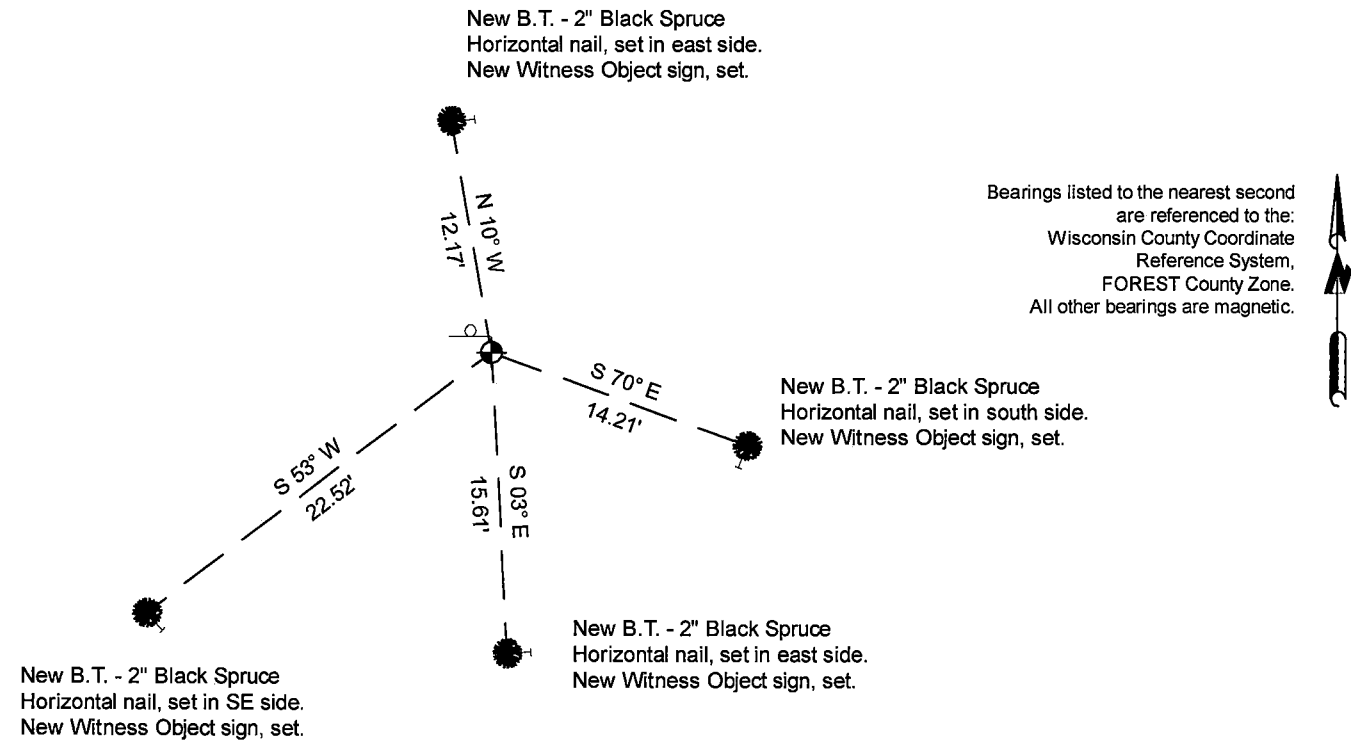 New B.T. - 2" Black Spruce
Horizontal nail, set in east side.
New Witness Object sign, set.
N 10° W
12.17'
Bearings listed to the nearest second
are referenced to the:
Wisconsin County Coordinate
Reference System,
FOREST County Zone.
All other bearings are magnetic.
S 70° E
14.21'
New B.T. - 2" Black Spruce
Horizontal nail, set in south side.
New Witness Object sign, set.
S 53° W
22.52'
S 03° E
15.61'
New B.T. - 2" Black Spruce
Horizontal nail, set in east side.
New Witness Object sign, set.
New B.T. - 2" Black Spruce
Horizontal nail, set in SE side.
New Witness Object sign, set.